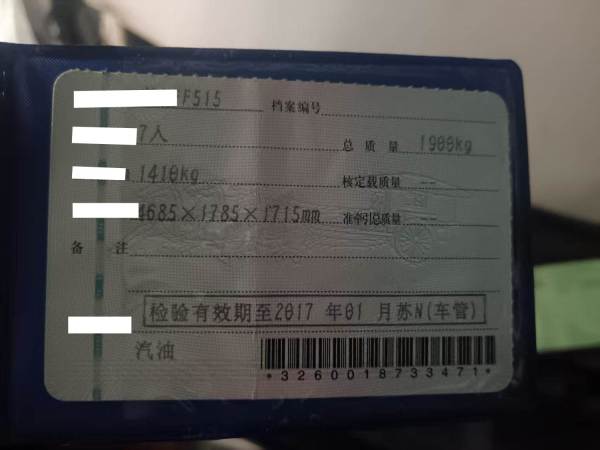 F515 档案编号
7人 总质量 1900kg
1410kg 核定载质量 --
4685×1785×1715mm 准牵引总质量 --
备注
检验有效期至2017年01月苏N(车管)
汽油
*3260018733471*